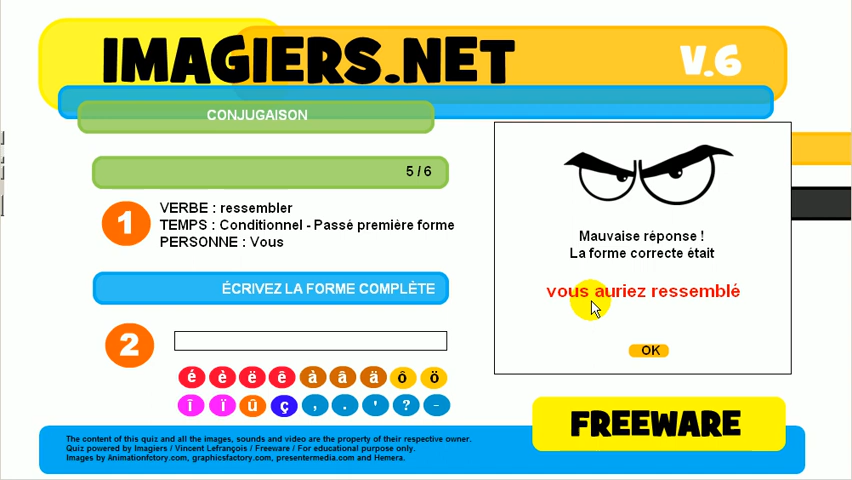 IMAGIERS.NET
V.6
CONJUGAISON
5 / 6
1
VERBE : ressembler
TEMPS : Conditionnel - Passé première forme
PERSONNE : Vous
Mauvaise réponse !
La forme correcte était
vous auriez ressemblé
OK
ÉCRIVEZ LA FORME COMPLÈTE
2
é è ë ê à â ä ô ö
î ï û ç , . ' ? -
FREEWARE
The content of this quiz and all the images, sounds and video are the property of their respective owner.
Quiz powered by Imagiers / Vincent Lefrançois / Freeware / For educational purpose only.
Images by Animationfctory.com, graphicsfactory.com, presentermedia.com and Hemera.